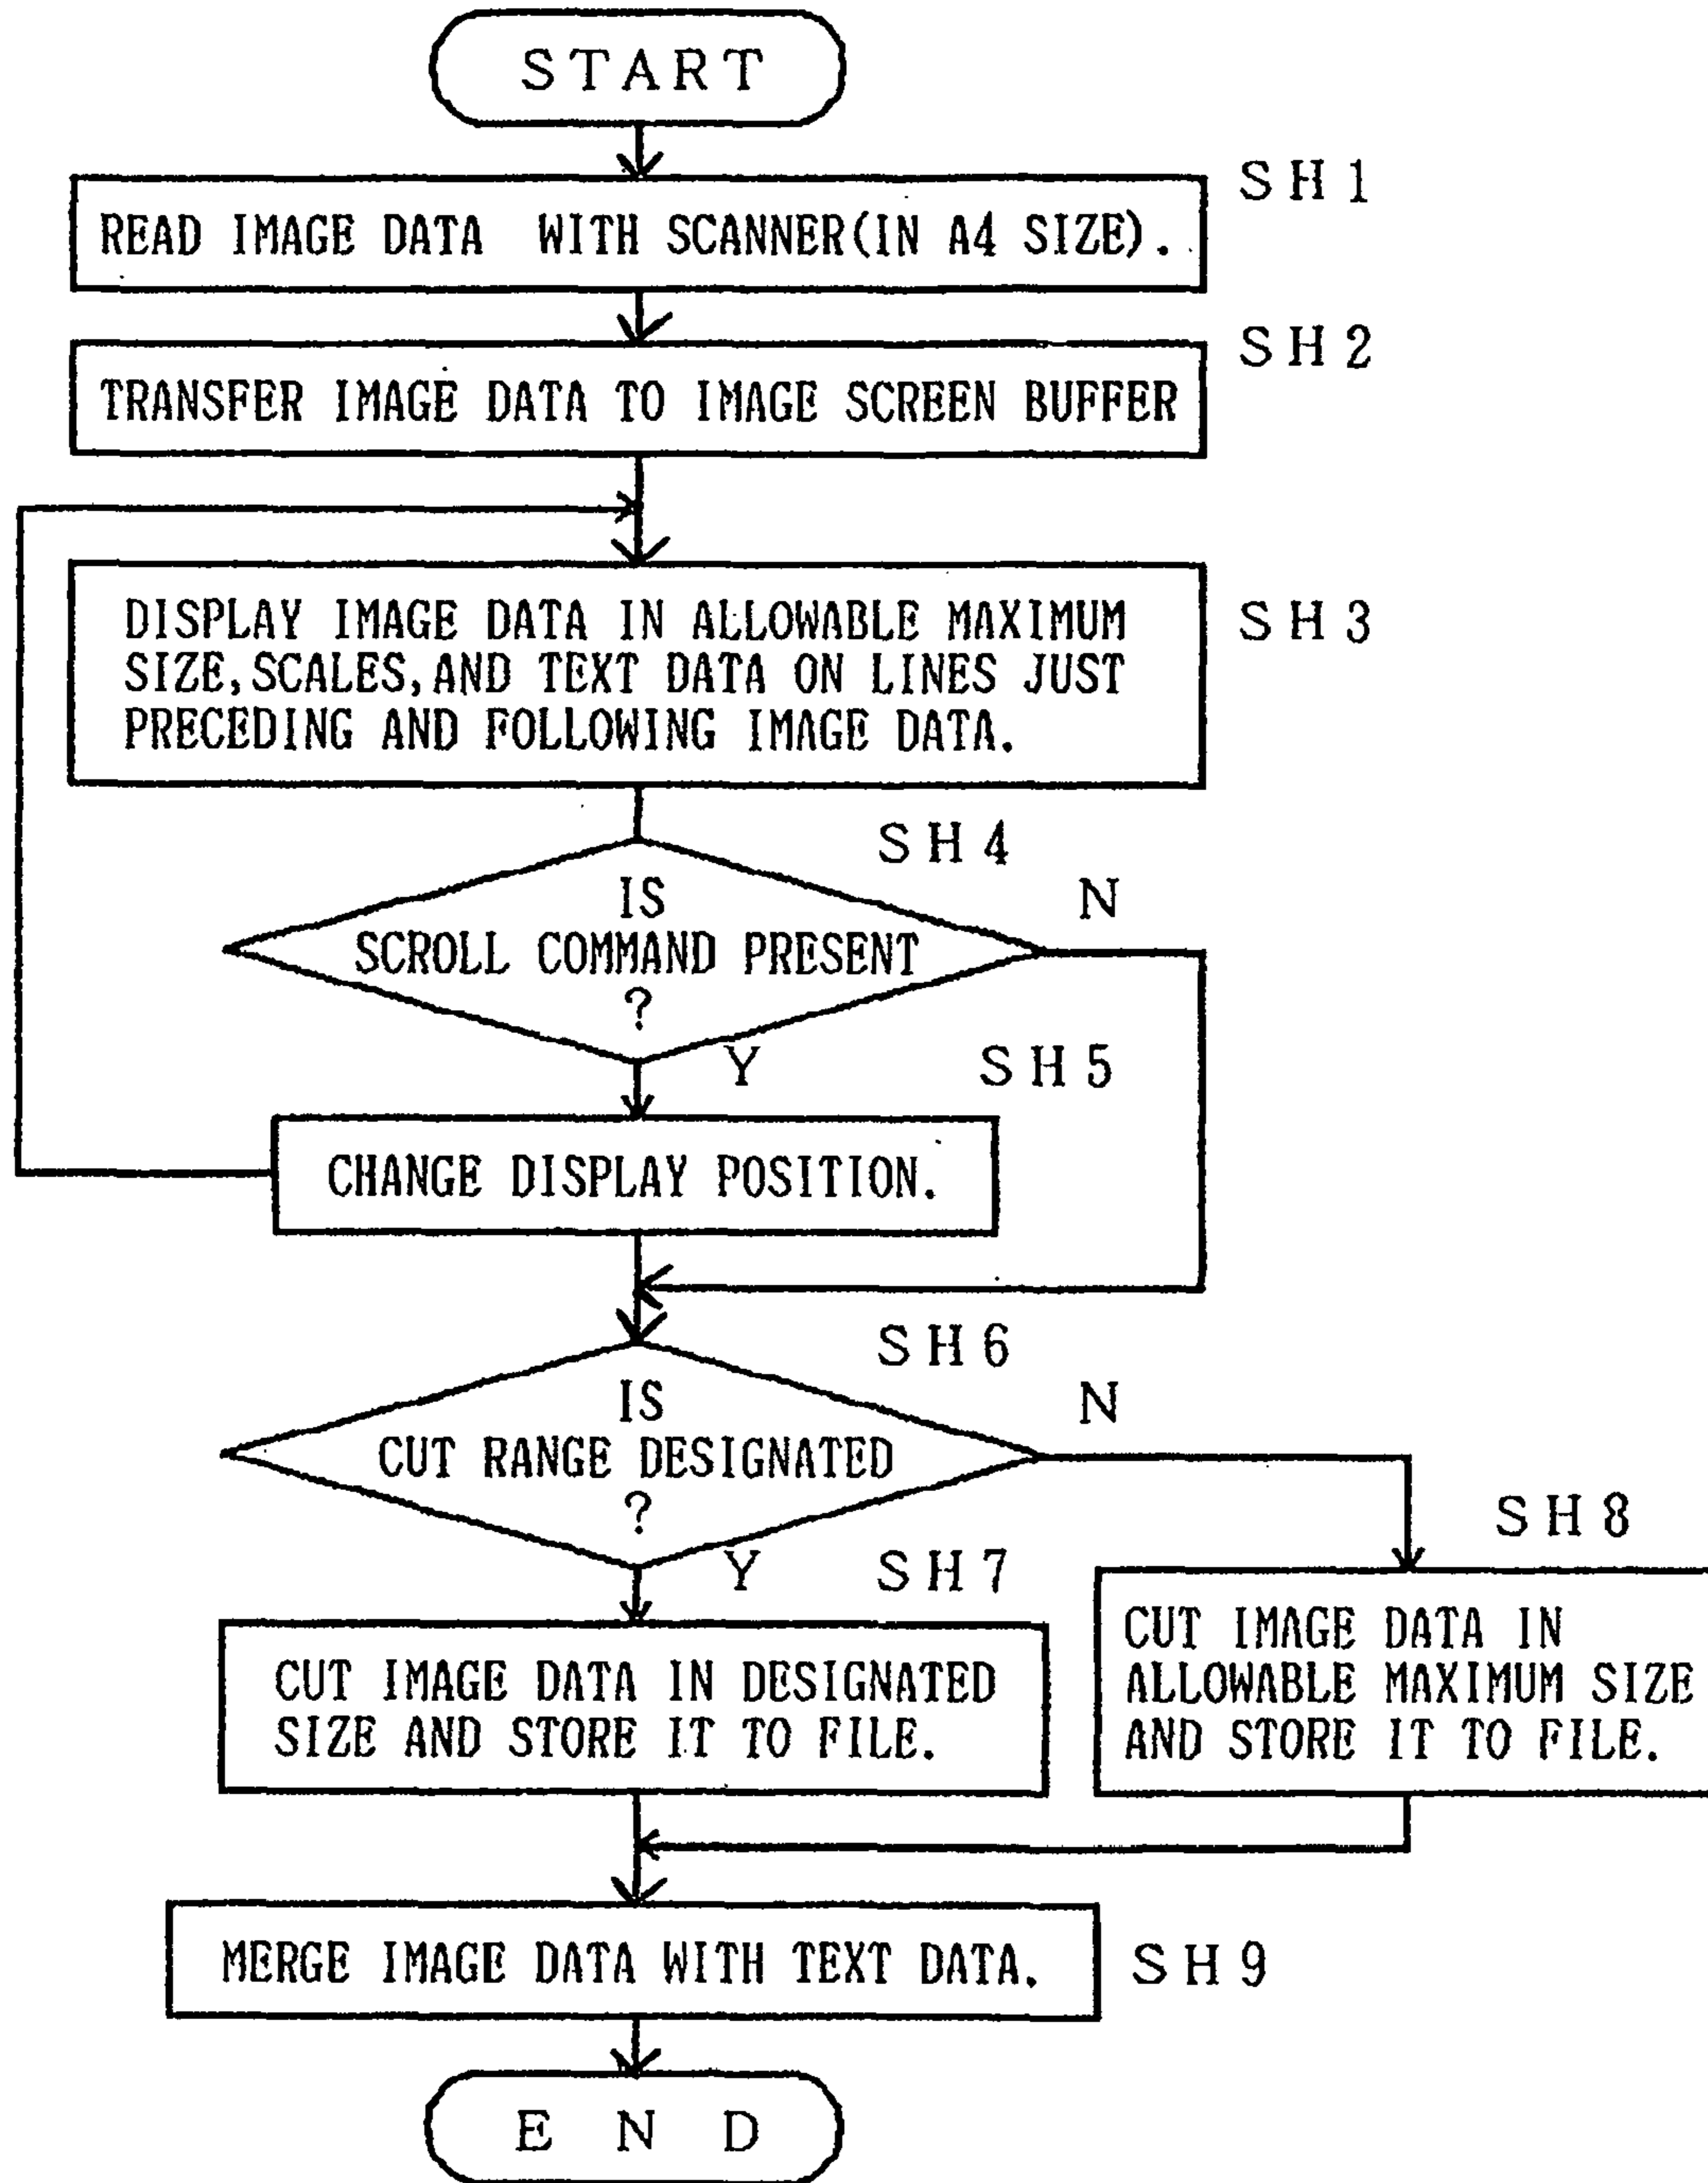 START
SH1
READ IMAGE DATA WITH SCANNER(IN A4 SIZE).
SH2
TRANSFER IMAGE DATA TO IMAGE SCREEN BUFFER
SH3
DISPLAY IMAGE DATA IN ALLOWABLE MAXIMUM
SIZE,SCALES,AND TEXT DATA ON LINES JUST
PRECEDING AND FOLLOWING IMAGE DATA.
SH4
IS
SCROLL COMMAND PRESENT
?
N
Y
SH5
CHANGE DISPLAY POSITION.
SH6
IS
CUT RANGE DESIGNATED
?
N
Y
SH7
CUT IMAGE DATA IN DESIGNATED
SIZE AND STORE IT TO FILE.
SH8
CUT IMAGE DATA IN
ALLOWABLE MAXIMUM SIZE
AND STORE IT TO FILE.
MERGE IMAGE DATA WITH TEXT DATA.
SH9
END